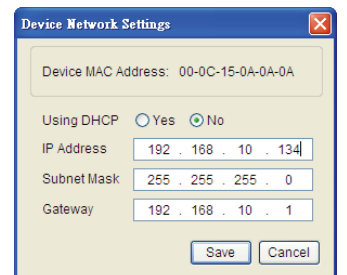 Device Network Settings
Device MAC Address: 00-0C-15-0A-0A-0A
Using DHCP Yes No
IP Address 192 . 168 . 10 . 134
Subnet Mask 255 . 255 . 255 . 0
Gateway 192 . 168 . 10 . 1
Save Cancel